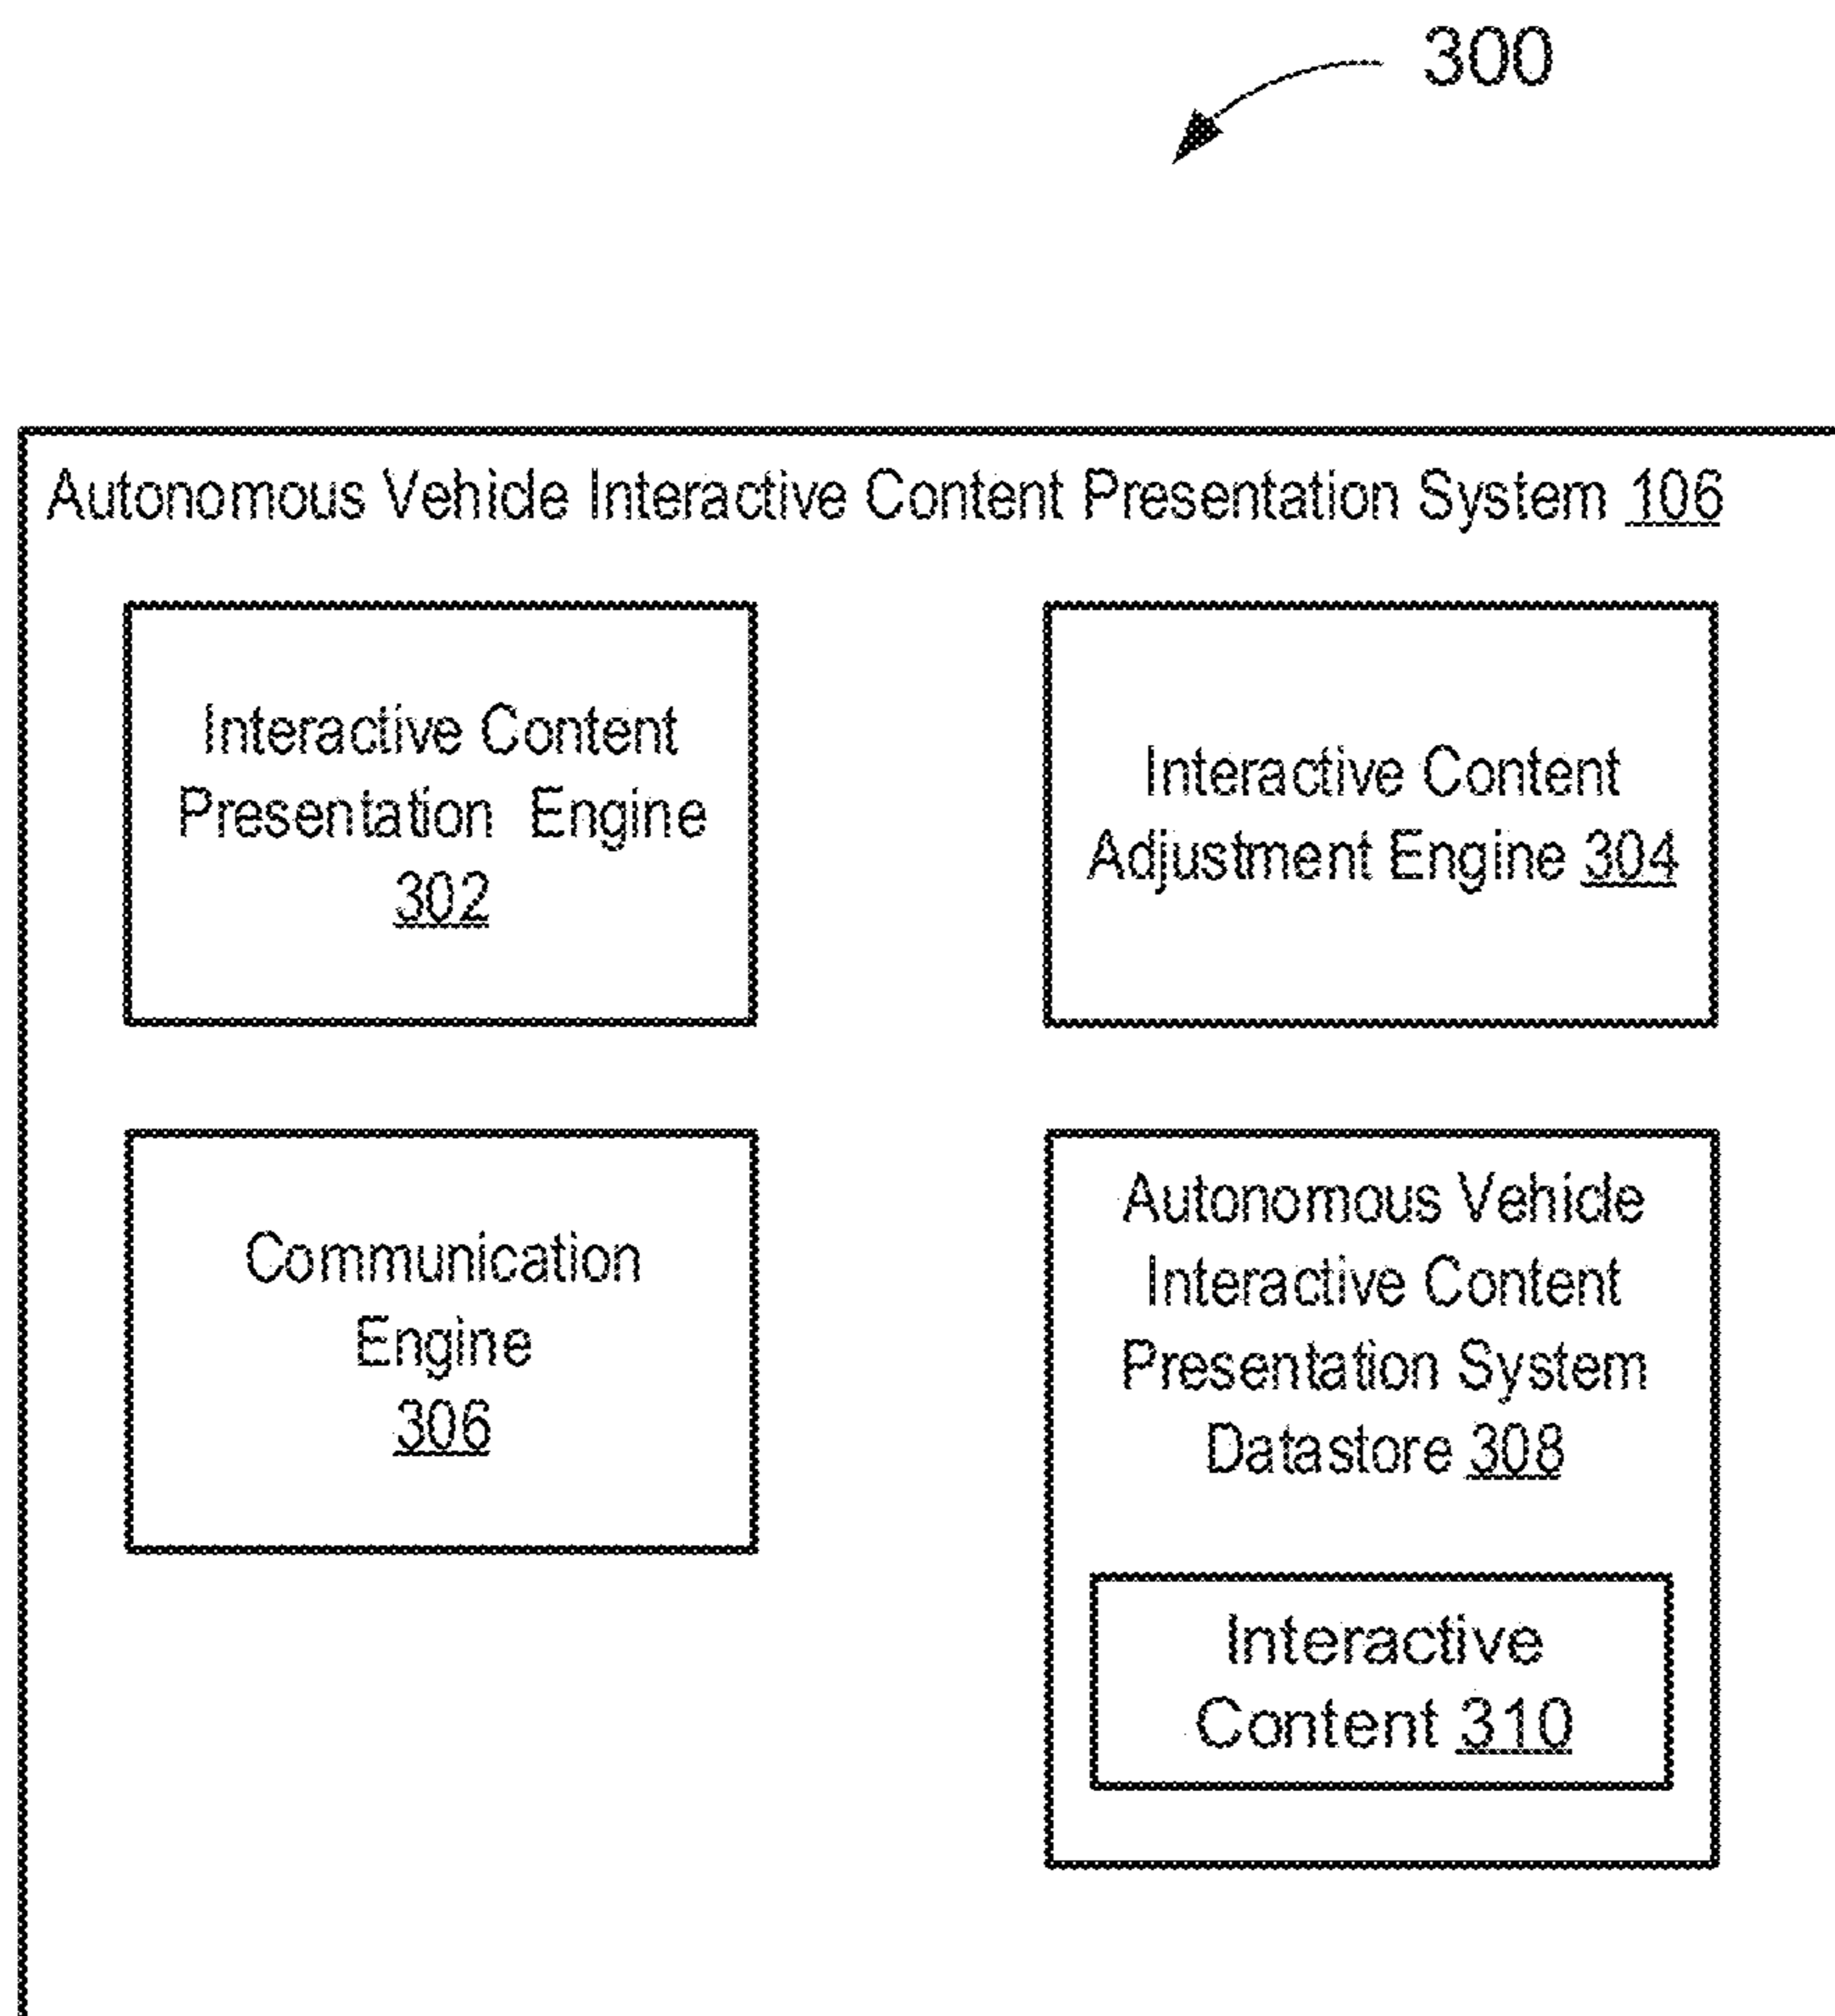 300
Autonomous Vehicle Interactive Content Presentation System 106
Interactive Content
Presentation Engine
302
Interactive Content
Adjustment Engine 304
Communication
Engine
306
Autonomous Vehicle
Interactive Content
Presentation System
Datastore 308
Interactive
Content 310